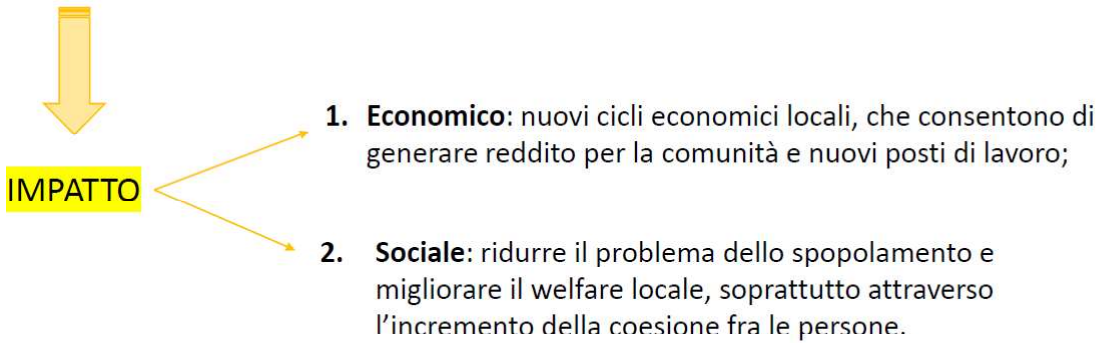 1. Economico: nuovi cicli economici locali, che consentono di
generare reddito per la comunità e nuovi posti di lavoro;
IMPATTO
2. Sociale: ridurre il problema dello spopolamento e
migliorare il welfare locale, soprattutto attraverso
l'incremento della coesione fra le persone.